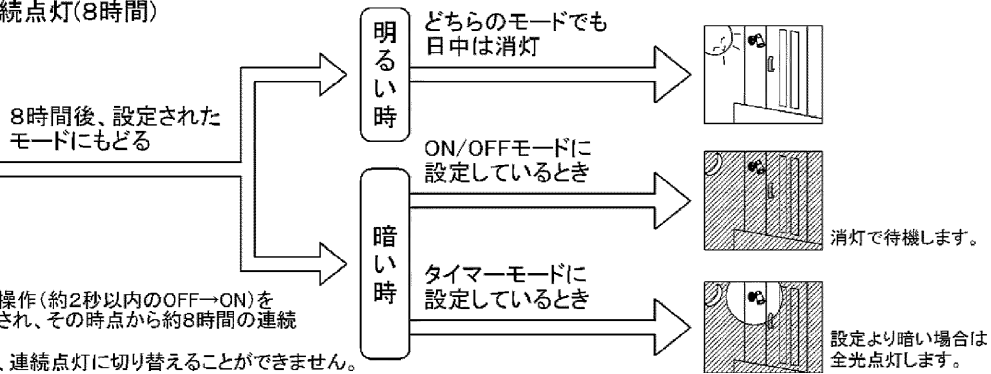 続点灯(8時間)
8時間後、設定された
モードにもどる
明るい時
どちらのモードでも
日中は消灯
暗い時
ON/OFFモードに
設定しているとき
消灯で待機します。
タイマーモードに
設定しているとき
設定より暗い場合は
全光点灯します。
操作(約2秒以内のOFF→ON)を
され、その時点から約8時間の連続
、連続点灯に切り替えることができません。